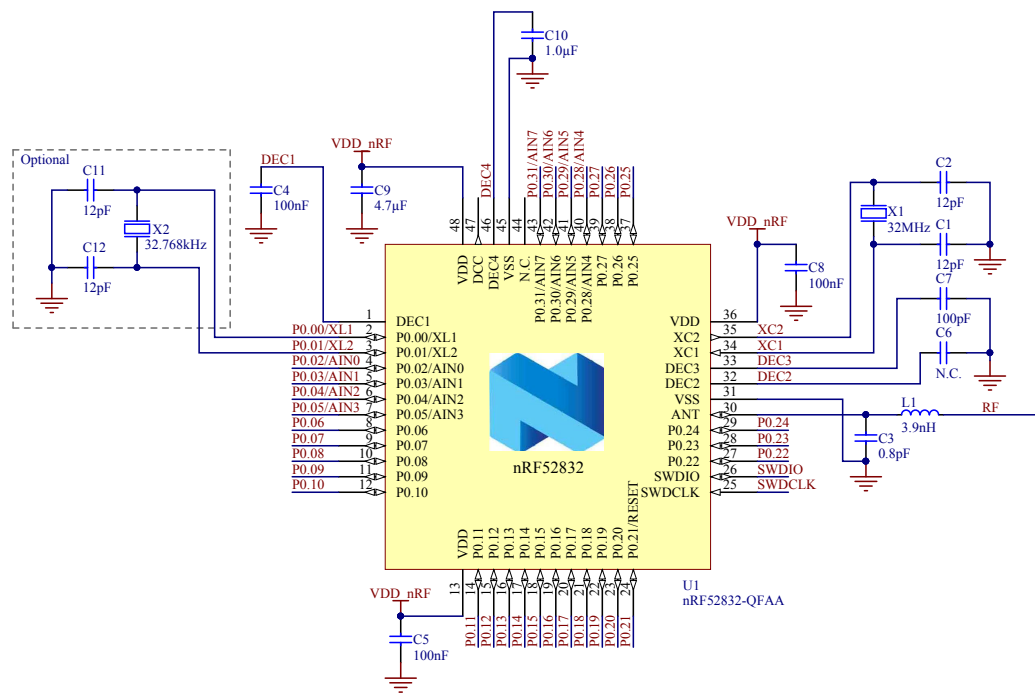 C10
1.0µF
VDD_nRF
Optional
DEC1
C11
12pF
X2
32.768kHz
C12
12pF
C4
100nF
C9
4.7µF
DEC4
P0.31/AIN7
P0.30/AIN6
P0.29/AIN5
P0.28/AIN4
P0.27
P0.26
P0.25
48
47
46
45
44
43
42
41
40
39
38
37
VDD
DCC
DEC4
VSS
N.C.
P0.31/AIN7
P0.30/AIN6
P0.29/AIN5
P0.28/AIN4
P0.27
P0.26
P0.25
C2
12pF
X1
32MHz
C1
12pF
C7
100pF
C6
N.C.
VDD_nRF
C8
100nF
1 DEC1
P0.00/XL1 2 P0.00/XL1
P0.01/XL2 3 P0.01/XL2
P0.02/AIN0 4 P0.02/AIN0
P0.03/AIN1 5 P0.03/AIN1
P0.04/AIN2 6 P0.04/AIN2
P0.05/AIN3 7 P0.05/AIN3
P0.06 8 P0.06
P0.07 9 P0.07
P0.08 10 P0.08
P0.09 11 P0.09
P0.10 12 P0.10
nRF52832
VDD 36
XC2 35 XC2
XC1 34 XC1
DEC3 33 DEC3
DEC2 32 DEC2
VSS 31
ANT 30
P0.24 29 P0.24
P0.23 28 P0.23
P0.22 27 P0.22
SWDIO 26 SWDIO
SWDCLK 25 SWDCLK
L1
3.9nH
RF
C3
0.8pF
VDD
P0.11
P0.12
P0.13
P0.14
P0.15
P0.16
P0.17
P0.18
P0.19
P0.20
P0.21/RESET
13
14
15
16
17
18
19
20
21
22
23
24
P0.11
P0.12
P0.13
P0.14
P0.15
P0.16
P0.17
P0.18
P0.19
P0.20
P0.21
U1
nRF52832-QFAA
VDD_nRF
C5
100nF